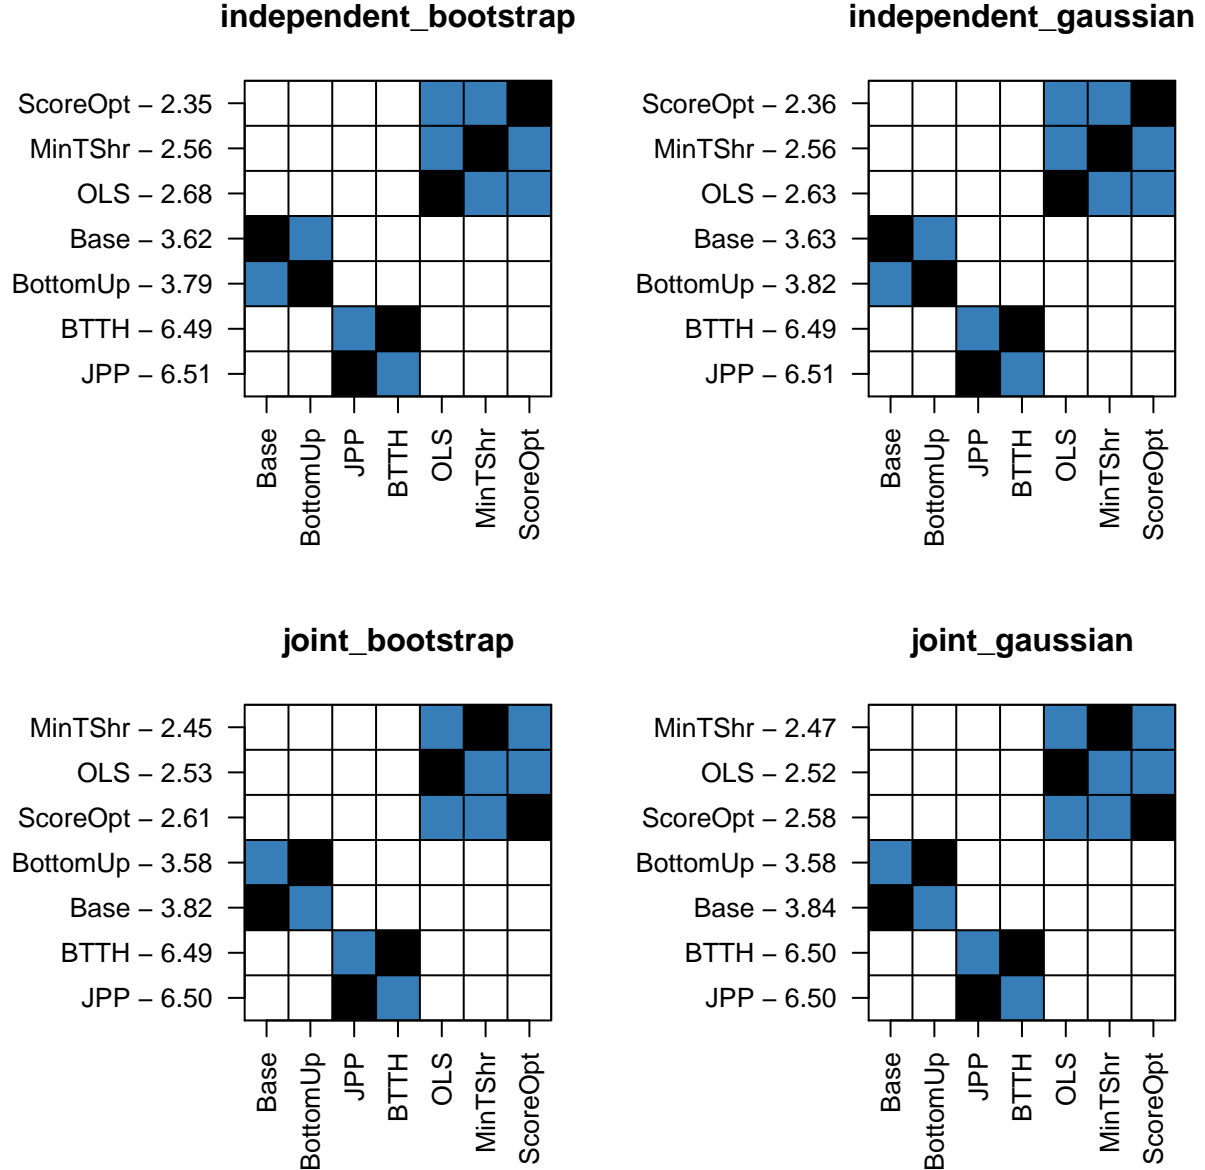 independent_bootstrap
ScoreOpt – 2.35
MinTShr – 2.56
OLS – 2.68
Base – 3.62
BottomUp – 3.79
BTTH – 6.49
JPP – 6.51
Base
BottomUp
JPP
BTTH
OLS
MinTShr
ScoreOpt
independent_gaussian
ScoreOpt – 2.36
MinTShr – 2.56
OLS – 2.63
Base – 3.63
BottomUp – 3.82
BTTH – 6.49
JPP – 6.51
Base
BottomUp
JPP
BTTH
OLS
MinTShr
ScoreOpt
joint_bootstrap
MinTShr – 2.45
OLS – 2.53
ScoreOpt – 2.61
BottomUp – 3.58
Base – 3.82
BTTH – 6.49
JPP – 6.50
Base
BottomUp
JPP
BTTH
OLS
MinTShr
ScoreOpt
joint_gaussian
MinTShr – 2.47
OLS – 2.52
ScoreOpt – 2.58
BottomUp – 3.58
Base – 3.84
BTTH – 6.50
JPP – 6.50
Base
BottomUp
JPP
BTTH
OLS
MinTShr
ScoreOpt